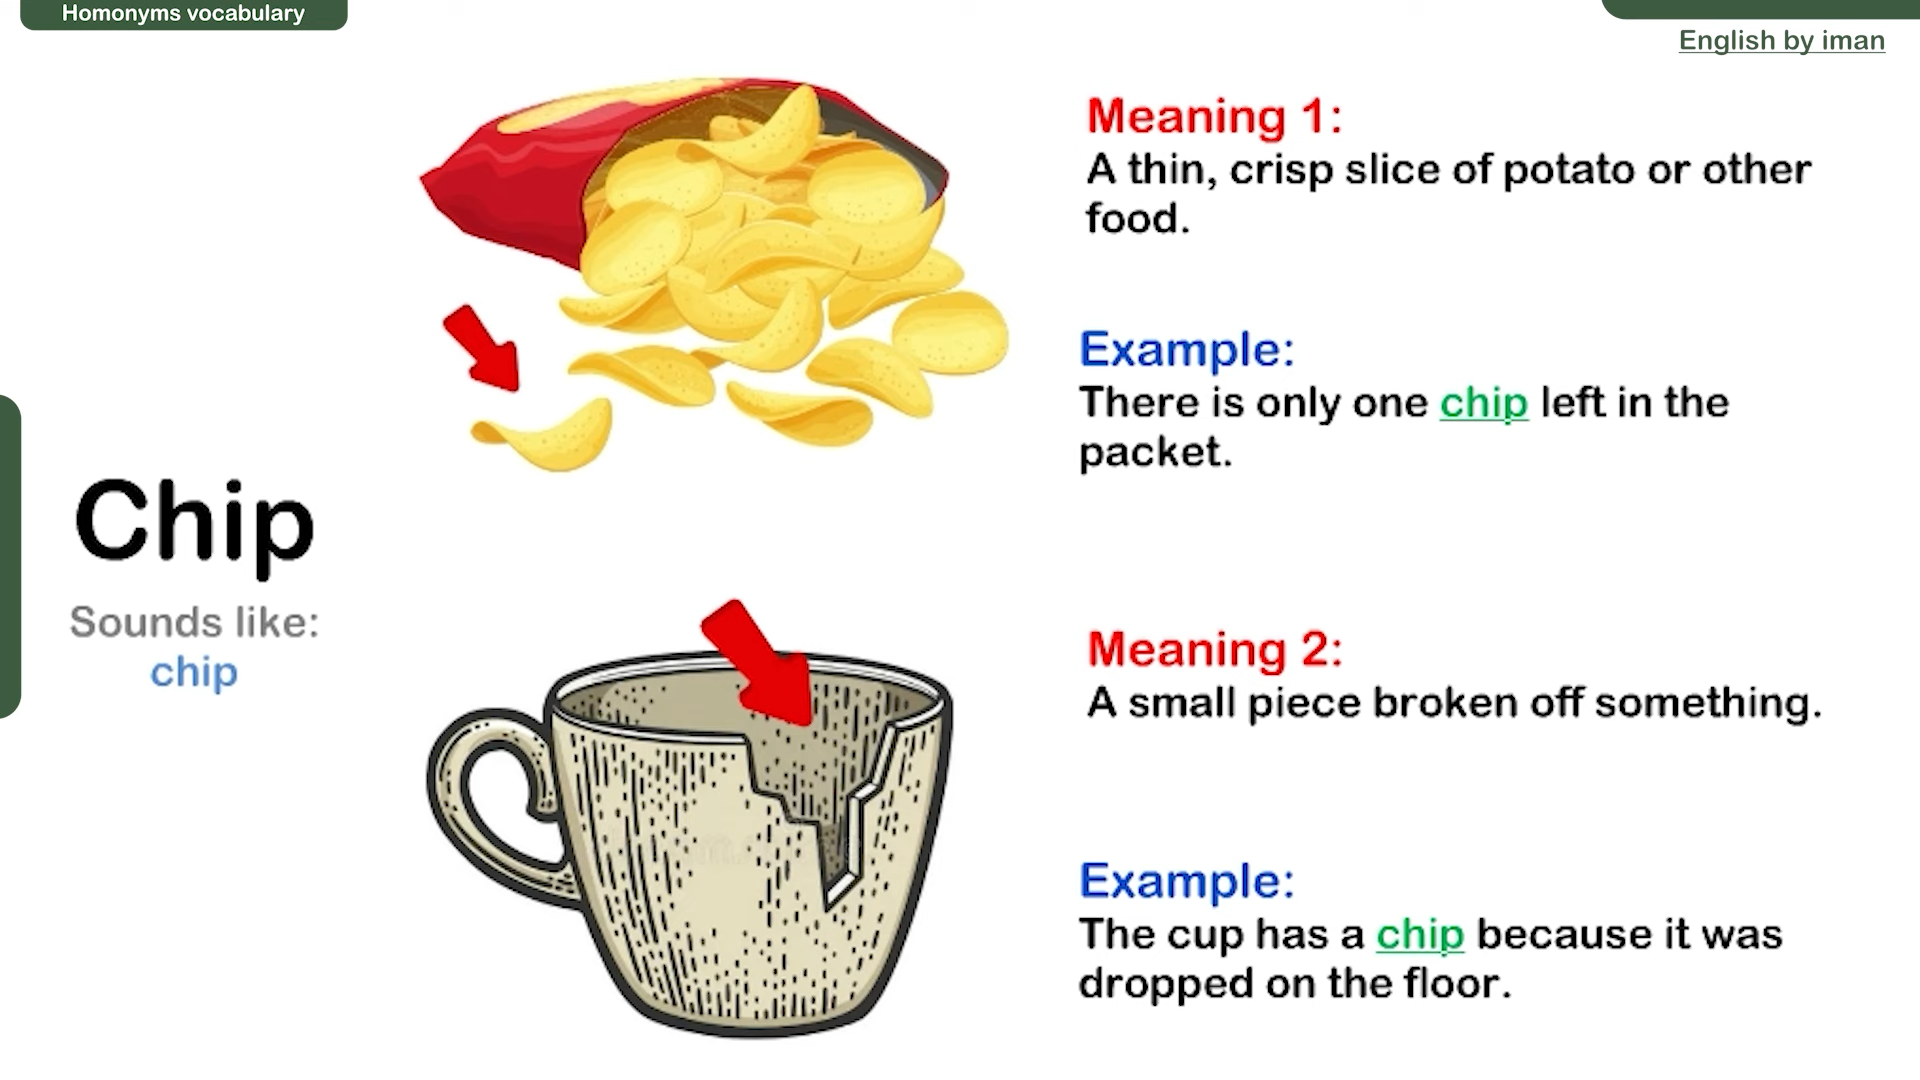 Homonyms vocabulary
English by iman
Chip
Sounds like:
chip
Meaning 1:
A thin, crisp slice of potato or other
food.
Example:
There is only one chip left in the
packet.
Meaning 2:
A small piece broken off something.
Example:
The cup has a chip because it was
dropped on the floor.